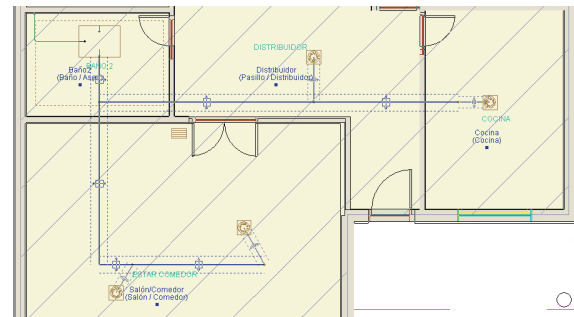 DISTRIBUIDOR
Distribuidor
(Pasillo / Distribuidor)
BAÑO 2
Baño2
(Baño / Aseo)
COCINA
Cocina
(Cocina)
ESTAR COMEDOR
Salón/Comedor
(Salón / Comedor)